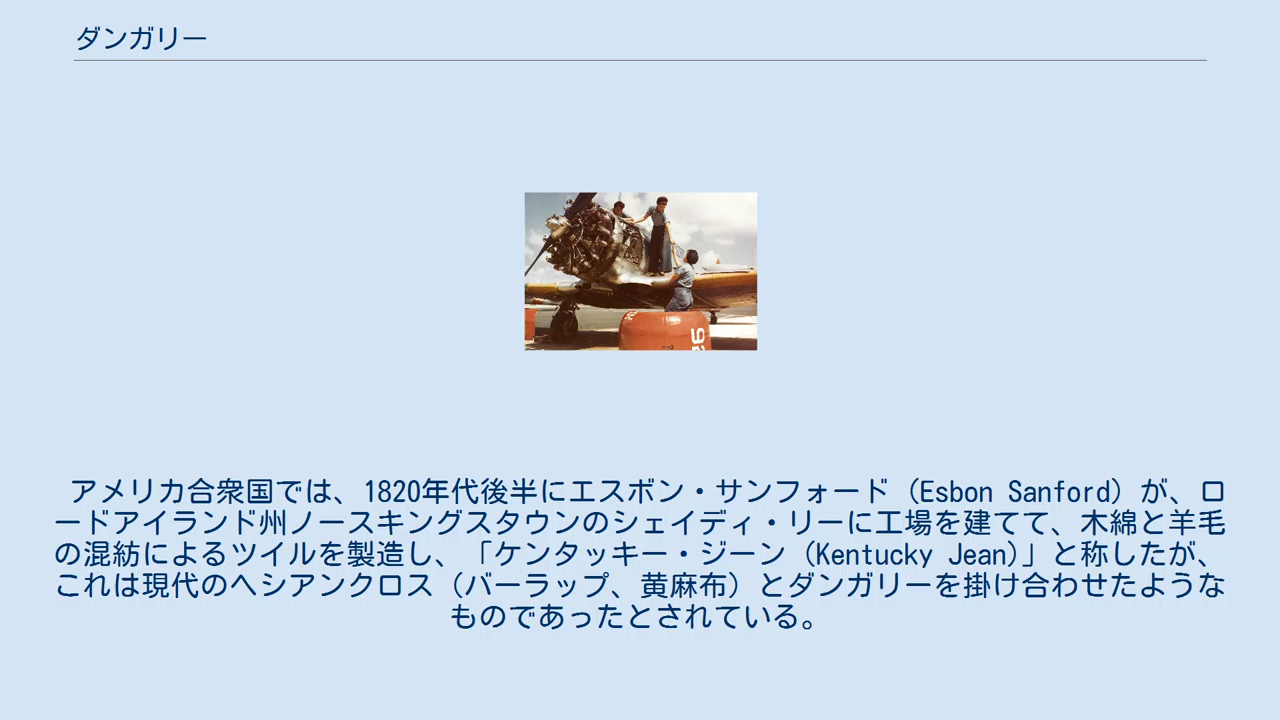 ダンガリー
アメリカ合衆国では、1820年代後半にエスボン・サンフォード（Esbon Sanford）が、ロ
ードアイランド州ノースキングスタウンのシェイディ・リーに工場を建てて、木綿と羊毛
の混紡によるツイルを製造し、「ケンタッキー・ジーン（Kentucky Jean）」と称したが、
これは現代のヘシアンクロス（バーラップ、黄麻布）とダンガリーを掛け合わせたような
ものであったとされている。